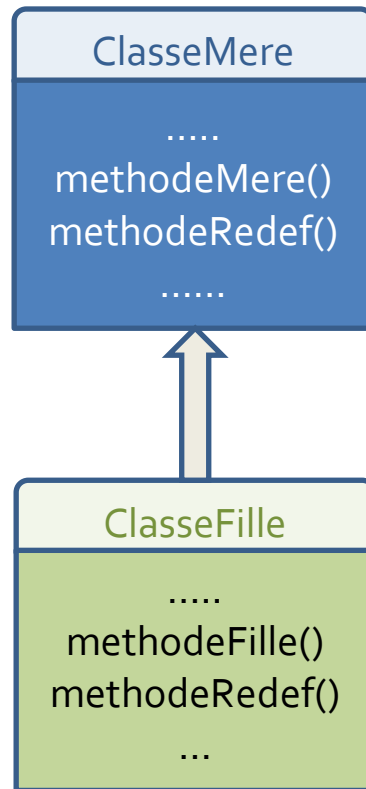 ClasseMere
.....
methodeMere()
methodeRedef()
......
ClasseFille
.....
methodeFille()
methodeRedef()
...